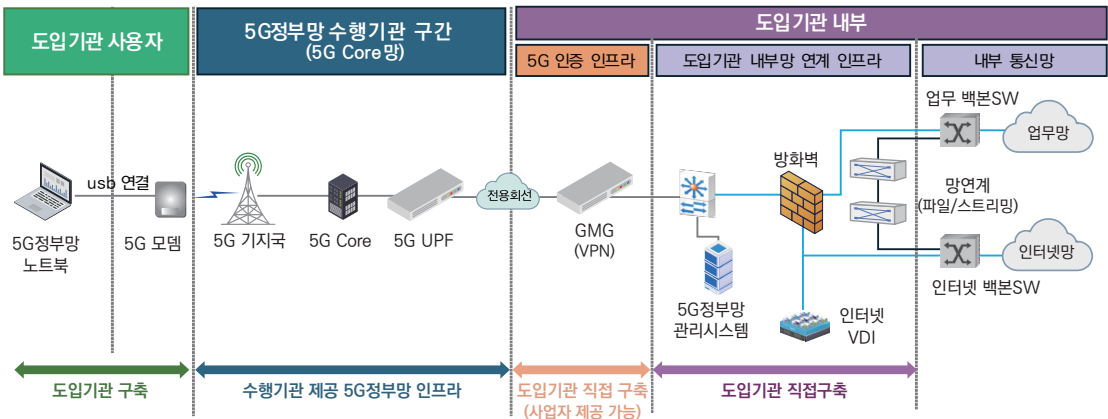 도입기관 사용자
5G정부망 수행기관 구간
(5G Core망)
도입기관 내부
5G 인증 인프라
도입기관 내부망 연계 인프라
내부 통신망
usb 연결
5G정부망
노트북
5G 모뎀
5G 기지국
5G Core
5G UPF
전용회선
GMG
(VPN)
5G정부망
관리시스템
방화벽
인터넷
VDI
업무 백본SW
업무망
망연계
(파일/스트리밍)
인터넷망
인터넷 백본SW
도입기관 구축
수행기관 제공 5G정부망 인프라
도입기관 직접 구축
(사업자 제공 가능)
도입기관 직접구축